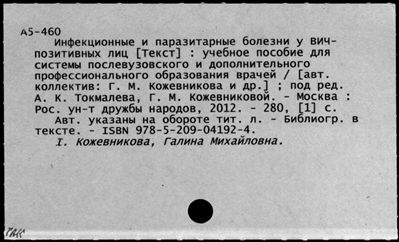 А5-460
Инфекционные и паразитарные болезни у ВИЧ-
позитивных лиц [Текст] : учебное пособие для
системы послевузовского и дополнительного
профессионального образования врачей / [авт.
коллектив: Г. М. Кожевникова и др.] ; под ред.
А. К. Токмалева, Г. М. Кожевниковой. - Москва :
Рос. ун-т дружбы народов, 2012. - 280, [1] с.
Авт. указаны на обороте тит. л. - Библиогр. в
тексте. - ISBN 978-5-209-04192-4.
I. Кожевникова, Галина Михайловна.